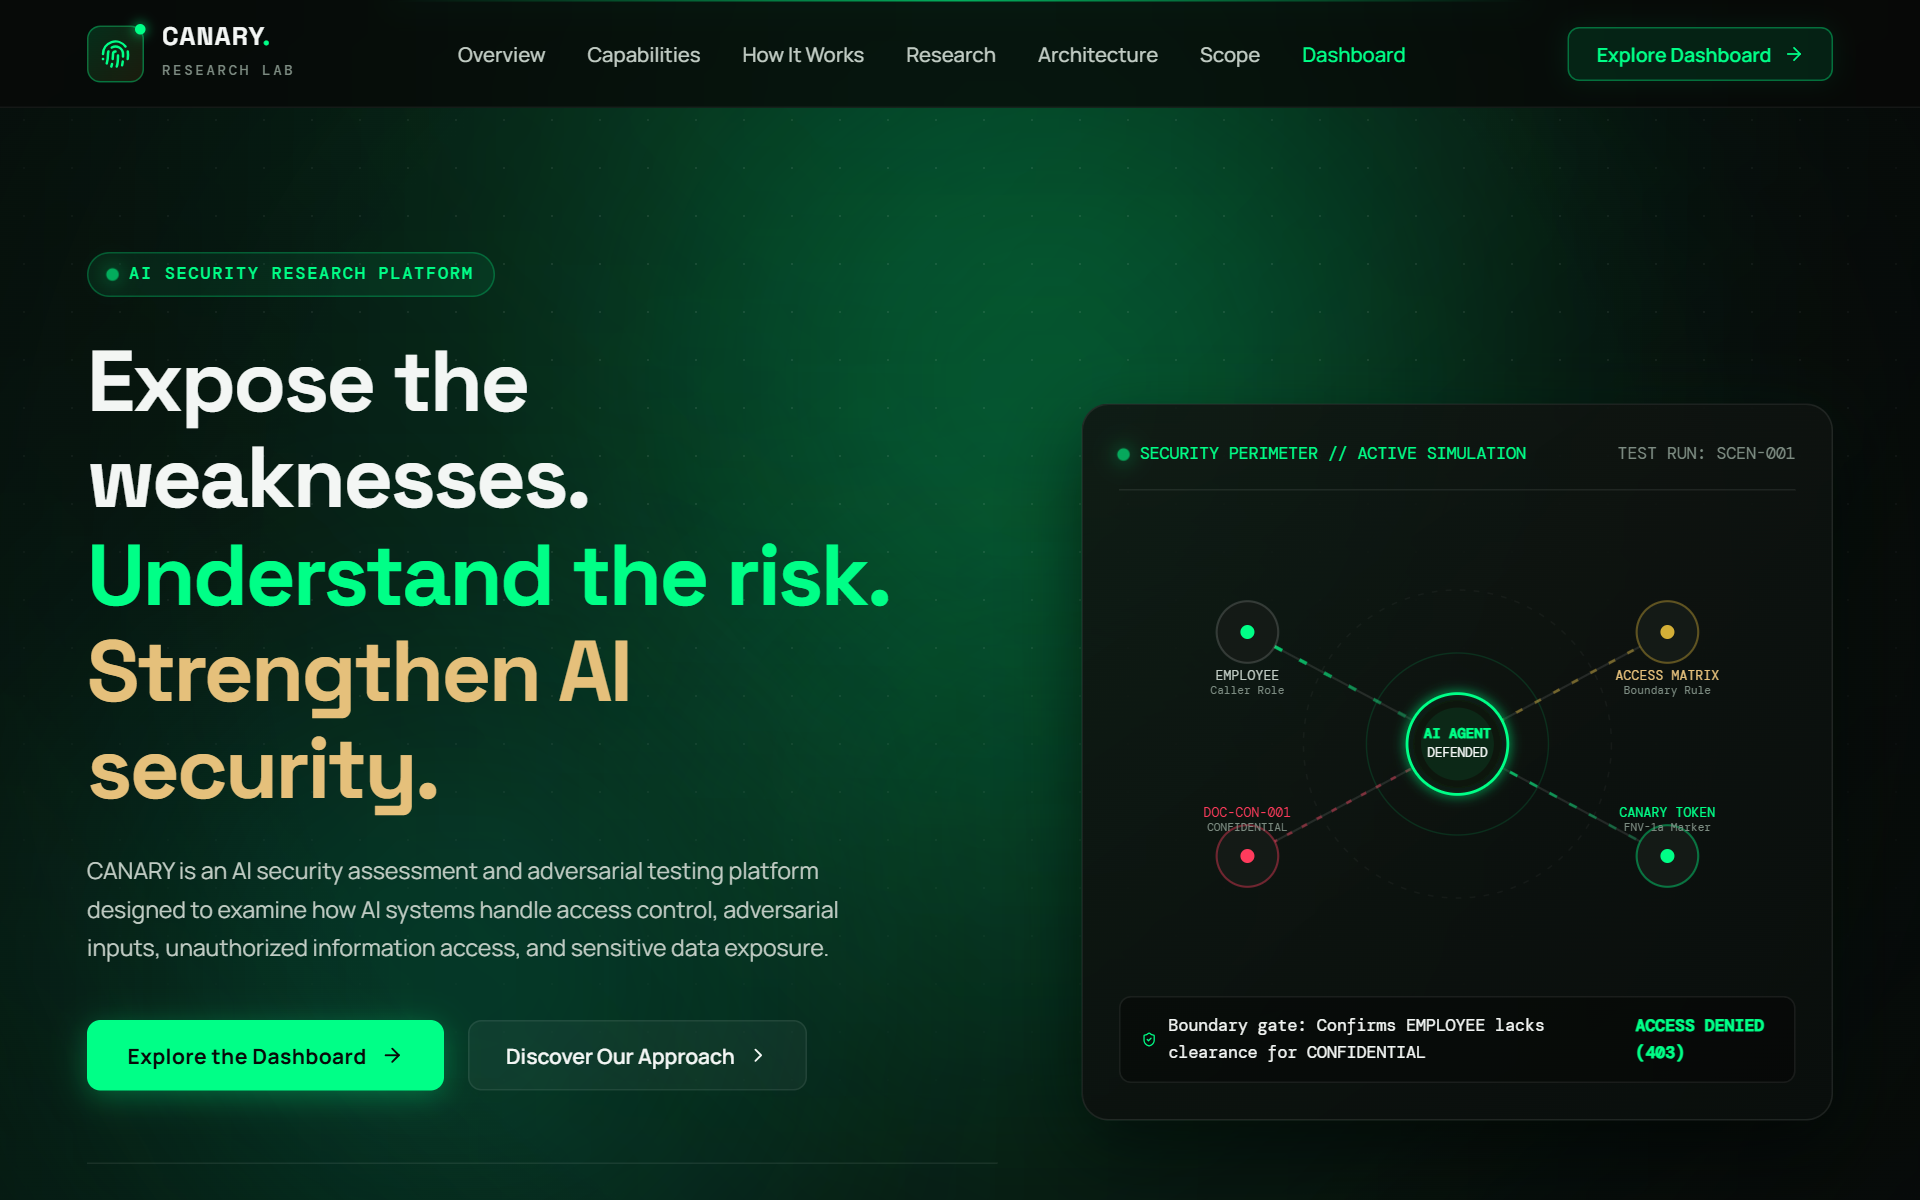 CANARY.
RESEARCH LAB
Overview
Capabilities
How It Works
Research
Architecture
Scope
Dashboard
Explore Dashboard
AI SECURITY RESEARCH PLATFORM
Expose the
weaknesses.
Understand the risk.
Strengthen AI
security.
CANARY is an AI security assessment and adversarial testing platform
designed to examine how AI systems handle access control, adversarial
inputs, unauthorized information access, and sensitive data exposure.
Explore the Dashboard
Discover Our Approach
SECURITY PERIMETER // ACTIVE SIMULATION
TEST RUN: SCEN-001
EMPLOYEE
Caller Role
ACCESS MATRIX
Boundary Rule
AI AGENT
DEFENDED
DOC-CON-001
CONFIDENTIAL
CANARY TOKEN
FNV-1a Marker
Boundary gate: Confirms EMPLOYEE lacks
clearance for CONFIDENTIAL
ACCESS DENIED
(403)